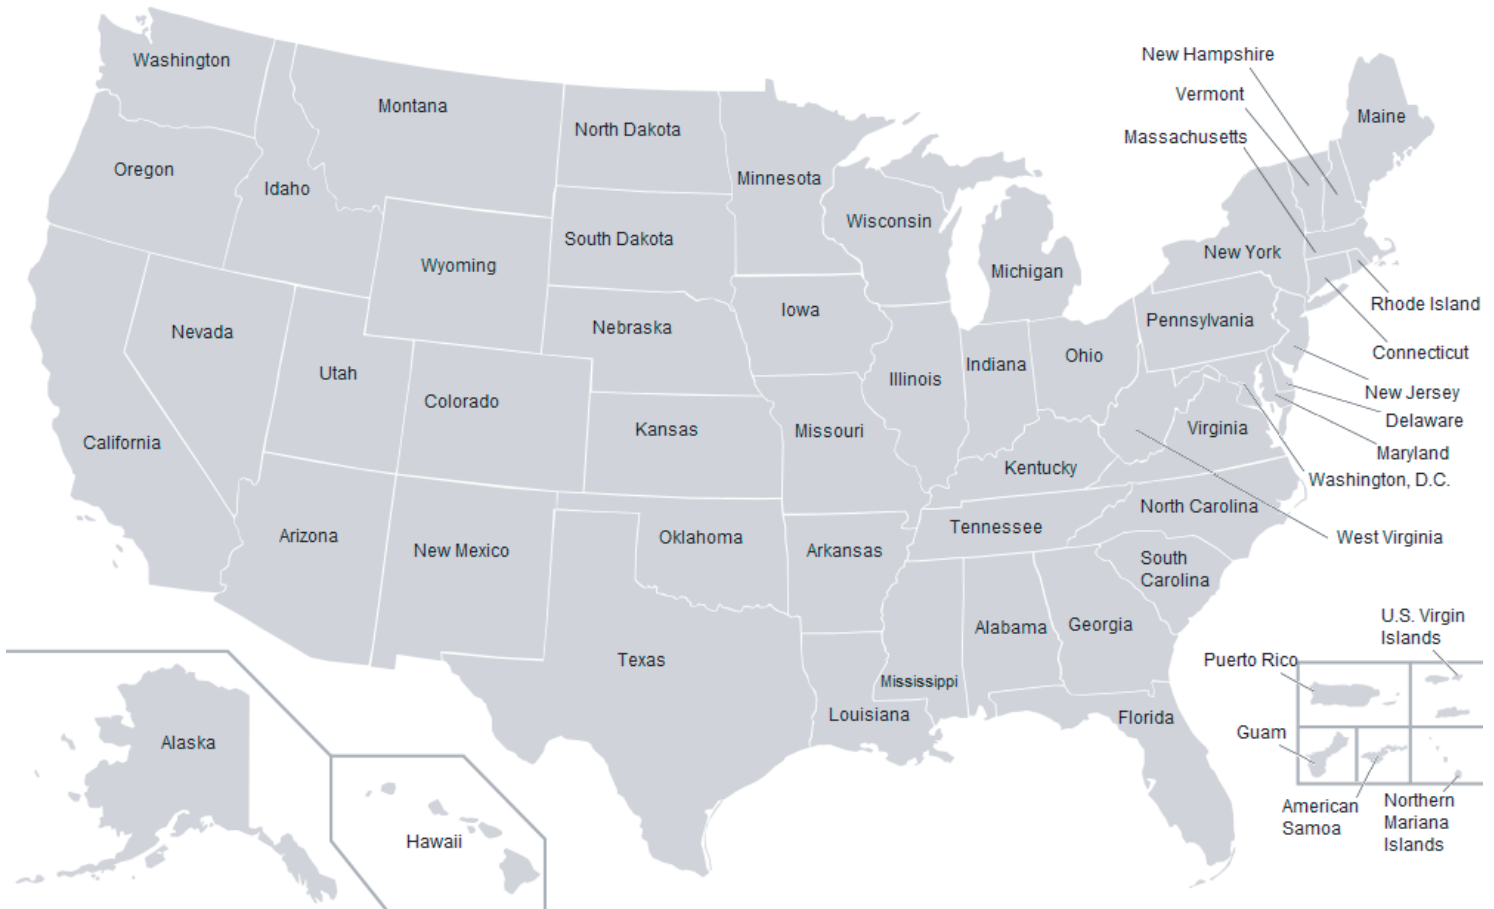 New Hampshire
Washington
Vermont
Montana
Maine
North Dakota
Massachusetts
Oregon
Minnesota
Idaho
Wisconsin
South Dakota
New York
Wyoming
Michigan
Rhode Island
Iowa
Pennsylvania
Nebraska
Nevada
Connecticut
Ohio
Indiana
Utah
Illinois
New Jersey
Colorado
Delaware
Kansas
Missouri
Virginia
California
Maryland
Kentucky
Washington, D.C.
North Carolina
Tennessee
Arizona
Oklahoma
West Virginia
New Mexico
Arkansas
South
Carolina
U.S. Virgin
Islands
Georgia
Alabama
Texas
Puerto Rico
Mississippi
Louisiana
Florida
Guam
Alaska
American
Samoa
Northern
Mariana
Islands
Hawaii